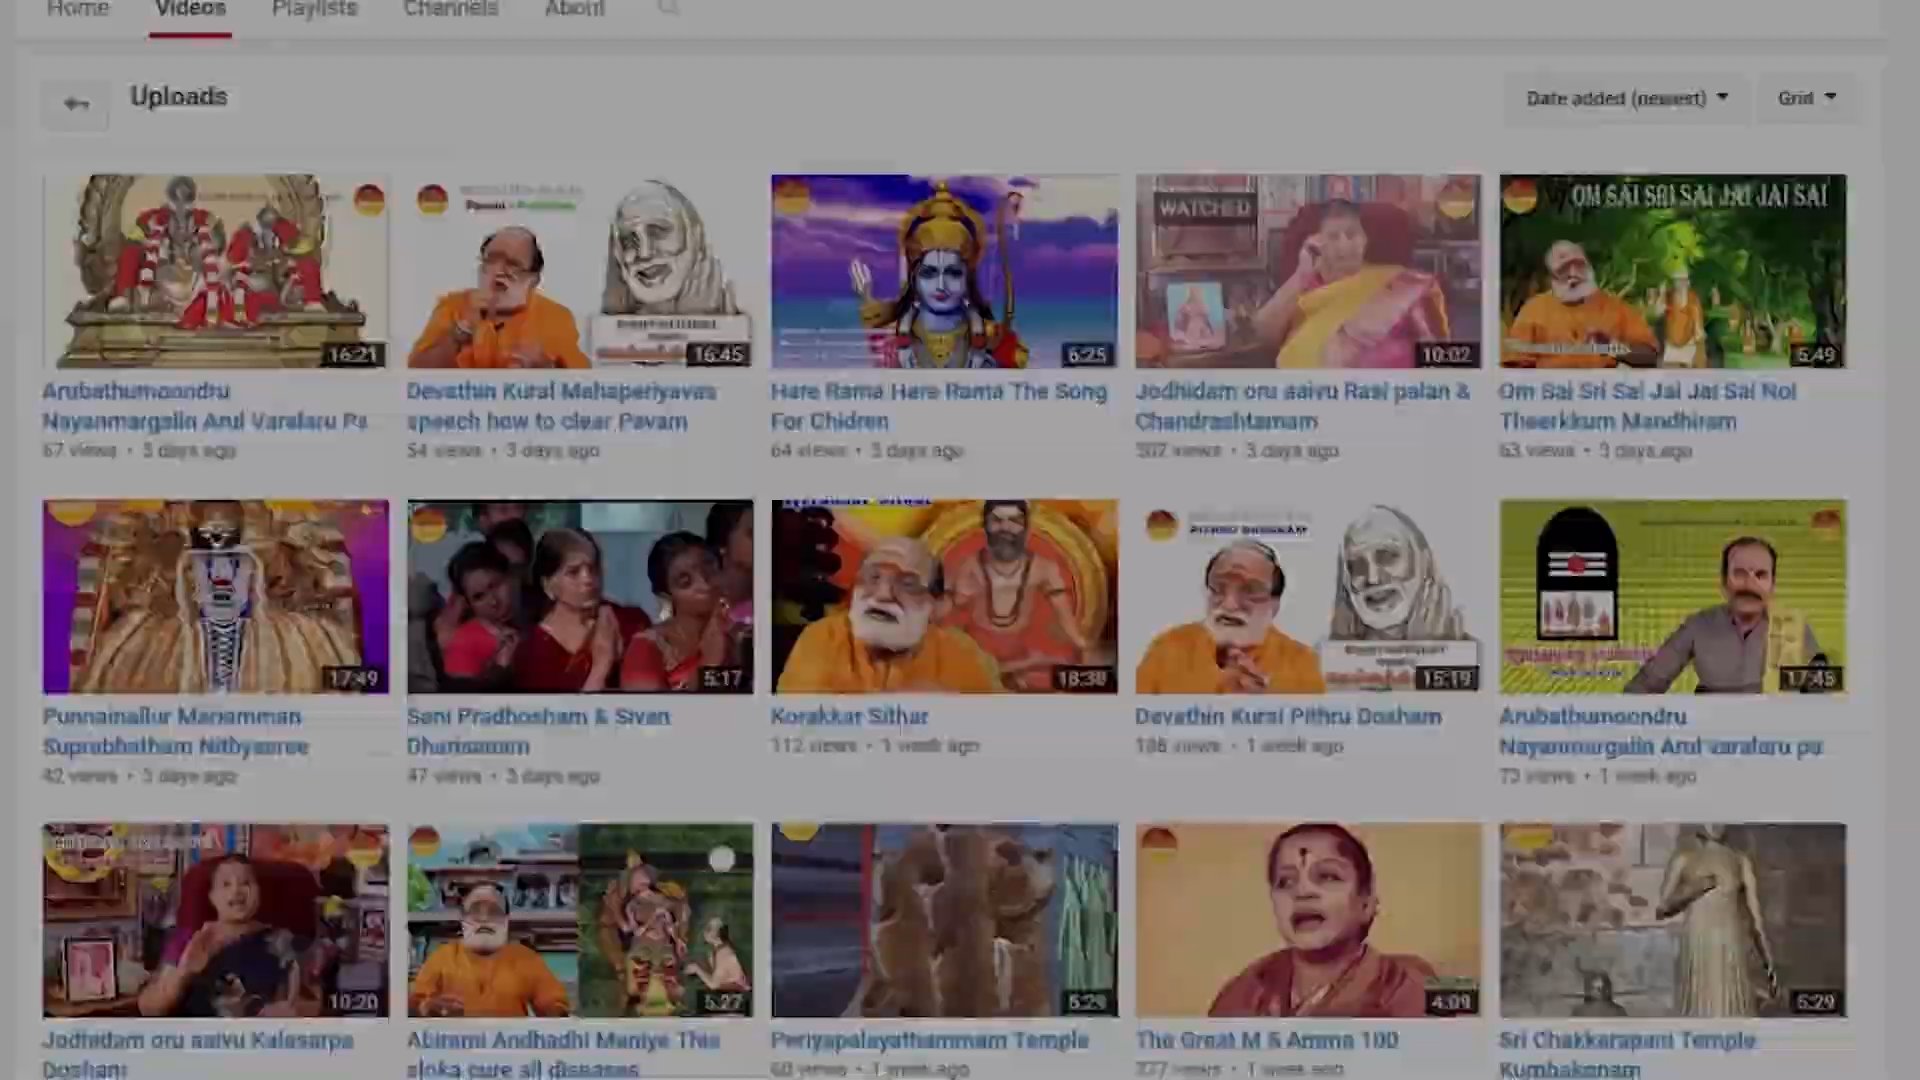 Home Videos Playlists Channels About
Uploads
Date added (newest) Grid
WATCHED
OM SAI SRI SAI JAI JAI SAI
16:21 16:45 6:25 10:02 5:49
Arubathumoondru
Nayanmargalin Arul Varalaru Pa
67 views • 3 days ago
Devathin Kural Mahaperiyavas
speech how to clear Pavam
54 views • 3 days ago
Hare Rama Hare Rama The Song
For Chidren
64 views • 3 days ago
Jodhidam oru aaivu Rasi palan &
Chandrashtamam
307 views • 3 days ago
Om Sai Sri Sai Jai Jai Sai Noi
Theerkkum Mandhiram
63 views • 3 days ago
17:49 5:17 18:38 15:19 17:45
Punnainallur Mariamman
Suprabhatham Nithyasree
42 views • 3 days ago
Sani Pradhosham & Sivan
Dharisanam
47 views • 3 days ago
Korakkar Sithar
112 views • 1 week ago
Devathin Kural Pithru Dosham
186 views • 1 week ago
Arubathumoondru
Nayanmargalin Arul varalaru pa
73 views • 1 week ago
10:20 5:27 5:29 4:09 5:29
Jodhidam oru aaivu Kalasarpa
Dosham
Abirami Andhadhi Maniye This
sloka cure all diseases
Periyapalayathammam Temple
60 views • 1 week ago
The Great M S Amma 100
views • 1 week ago
Sri Chakkarapani Temple
Kumbakonam